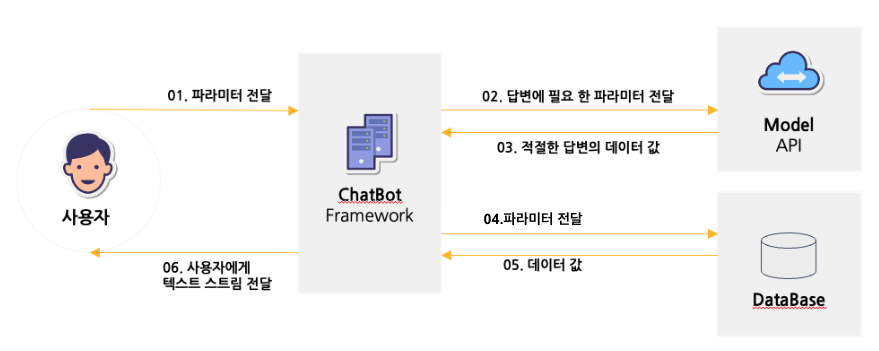 01. 파라미터 전달
02. 답변에 필요 한 파라미터 전달
Model
API
03. 적절한 답변의 데이터 값
사용자
ChatBot
Framework
04.파라미터 전달
05. 데이터 값
06. 사용자에게
텍스트 스트림 전달
DataBase